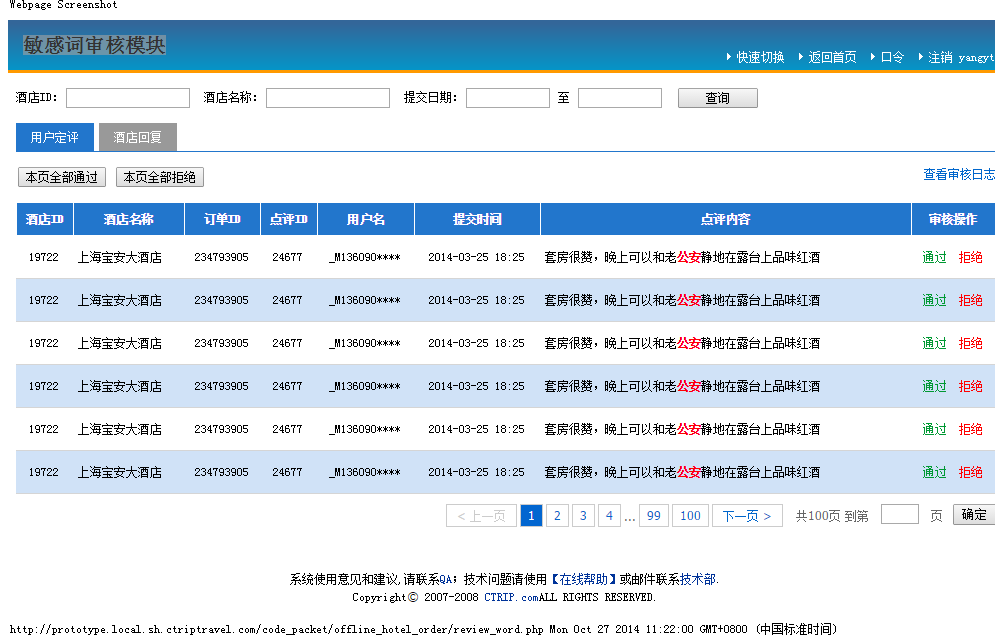 Webpage Screenshot
敏感词审核模块
快速切换 返回首页 口令 注销 yangyt
酒店ID： 酒店名称： 提交日期： 至 查询
用户定评 酒店回复
本页全部通过 本页全部拒绝 查看审核日志
酒店ID 酒店名称 订单ID 点评ID 用户名 提交时间 点评内容 审核操作
19722 上海宝安大酒店 234793905 24677 _M136090**** 2014-03-25 18:25 套房很赞，晚上可以和老公安静地在露台上品味红酒 通过 拒绝
19722 上海宝安大酒店 234793905 24677 _M136090**** 2014-03-25 18:25 套房很赞，晚上可以和老公安静地在露台上品味红酒 通过 拒绝
19722 上海宝安大酒店 234793905 24677 _M136090**** 2014-03-25 18:25 套房很赞，晚上可以和老公安静地在露台上品味红酒 通过 拒绝
19722 上海宝安大酒店 234793905 24677 _M136090**** 2014-03-25 18:25 套房很赞，晚上可以和老公安静地在露台上品味红酒 通过 拒绝
19722 上海宝安大酒店 234793905 24677 _M136090**** 2014-03-25 18:25 套房很赞，晚上可以和老公安静地在露台上品味红酒 通过 拒绝
19722 上海宝安大酒店 234793905 24677 _M136090**** 2014-03-25 18:25 套房很赞，晚上可以和老公安静地在露台上品味红酒 通过 拒绝
< 上一页 1 2 3 4 ... 99 100 下一页 > 共100页 到第 页 确定
系统使用意见和建议,请联系QA；技术问题请使用【在线帮助】或邮件联系技术部.
Copyright© 2007-2008 CTRIP.comALL RIGHTS RESERVED.
http://prototype.local.sh.ctriptravel.com/code_packet/offline_hotel_order/review_word.php Mon Oct 27 2014 11:22:00 GMT+0800 (中国标准时间)